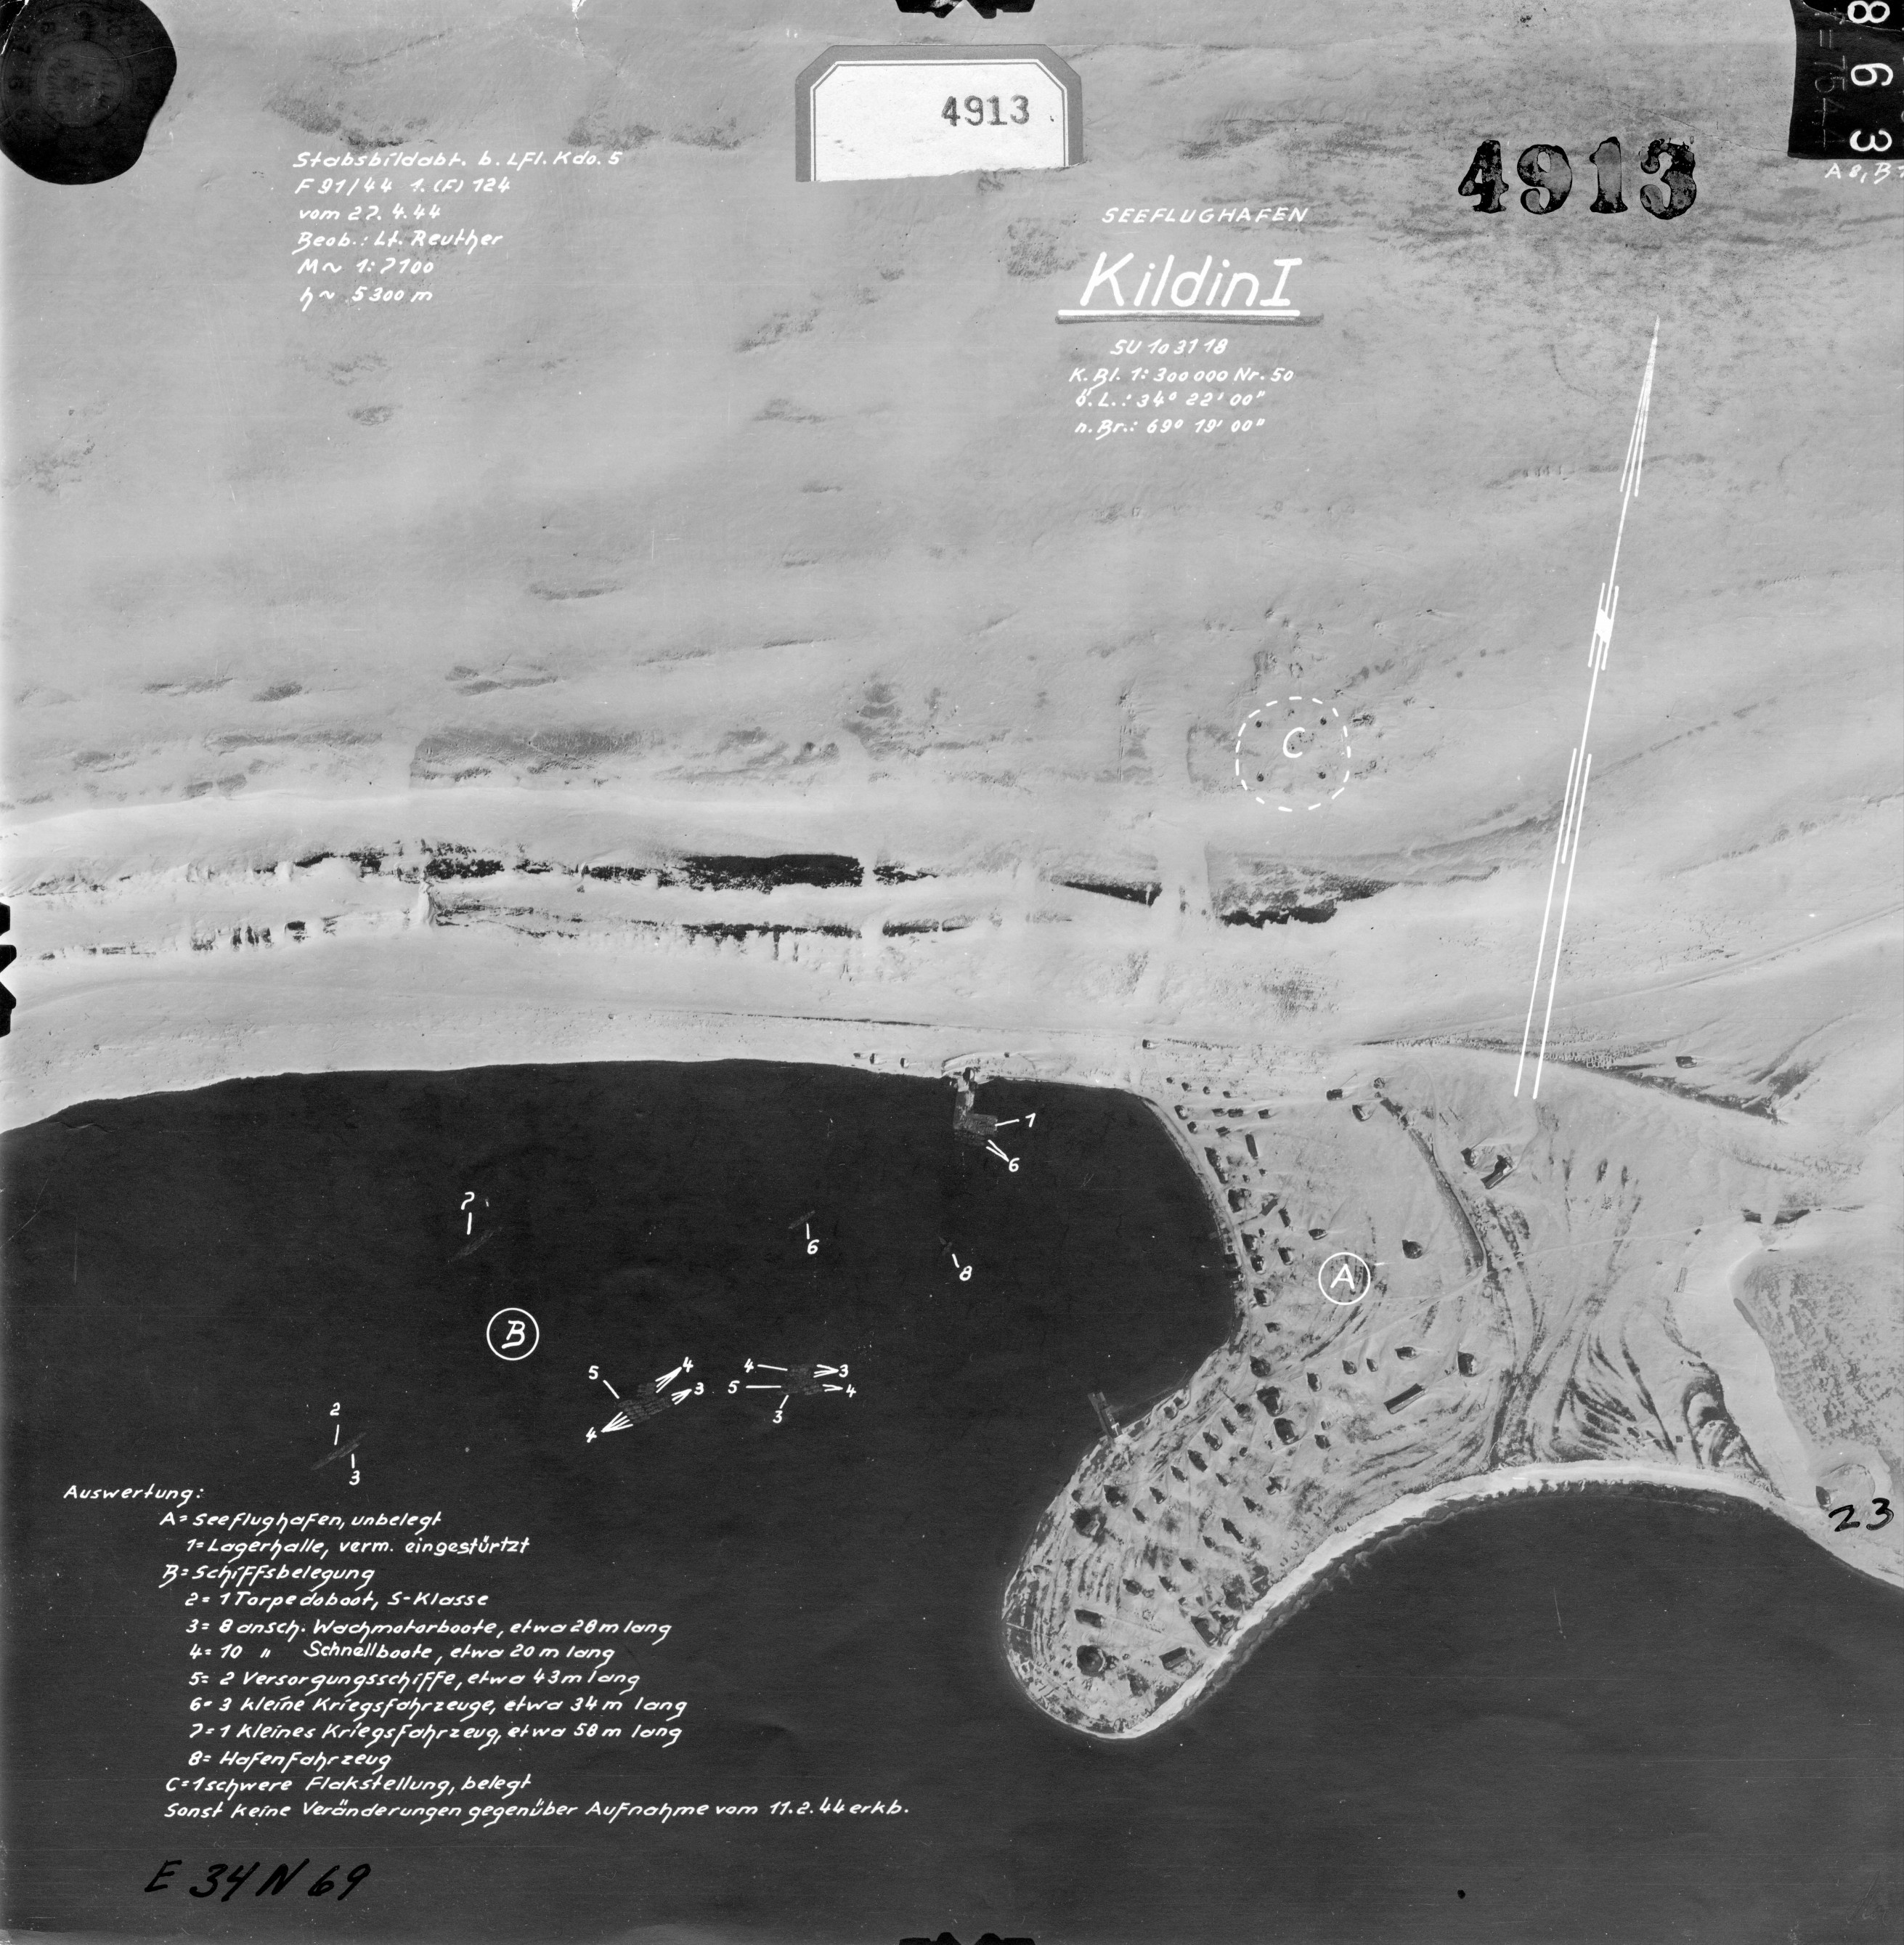 4913
8 6 3
4913
A 8, B
Stabsbildabt. b. Lfl. Kdo. 5
F 91/44 1. (F) 124
vom 27. 4. 44
Beob.: Lt. Reuther
M ~ 1:7100
h ~ 5300 m
SEEFLUGHAFEN
Kildin I
SU 10 31 18
K. Bl. 1: 300 000 Nr. 50
ö. L.: 34° 22' 00"
n. Br.: 69° 19' 00"
C
1
6
7
6
8
A
B
5
4
3
4
4
5
3
4
3
2
3
23
Auswertung:
A= Seeflughafen, unbelegt
1= Lagerhalle, verm. eingestürtzt
B= Schiffsbelegung
2= 1 Torpedoboot, S-Klasse
3= 8 ansch. Wachmotorboote, etwa 28 m lang
4= 10 " Schnellboote, etwa 20 m lang
5= 2 Versorgungsschiffe, etwa 43 m lang
6= 3 kleine Kriegsfahrzeuge, etwa 34 m lang
7= 1 kleines Kriegsfahrzeug, etwa 58 m lang
8= Hafenfahrzeug
C= 1 schwere Flakstellung, belegt
Sonst keine Veränderungen gegenüber Aufnahme vom 11. 2. 44 erkb.
E 34 N 69